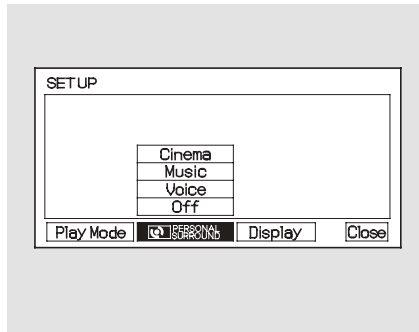 SETUP
Cinema
Music
Voice
Off
Play Mode PERSONAL SURROUND Display Close